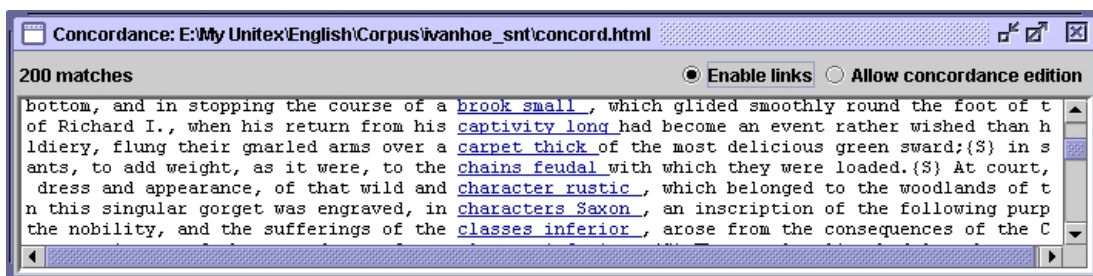 Concordance: E:\My Unitex\English\Corpus\ivanhoe_snt\concord.html
200 matches Enable links Allow concordance edition
bottom, and in stopping the course of a brook small , which glided smoothly round the foot of t
of Richard I., when his return from his captivity long had become an event rather wished than h
ldiery, flung their gnarled arms over a carpet thick of the most delicious green sward;{S} in s
ants, to add weight, as it were, to the chains feudal with which they were loaded.{S} At court,
dress and appearance, of that wild and character rustic , which belonged to the woodlands of t
n this singular gorget was engraved, in characters Saxon , an inscription of the following purp
the nobility, and the sufferings of the classes inferior , arose from the consequences of the C